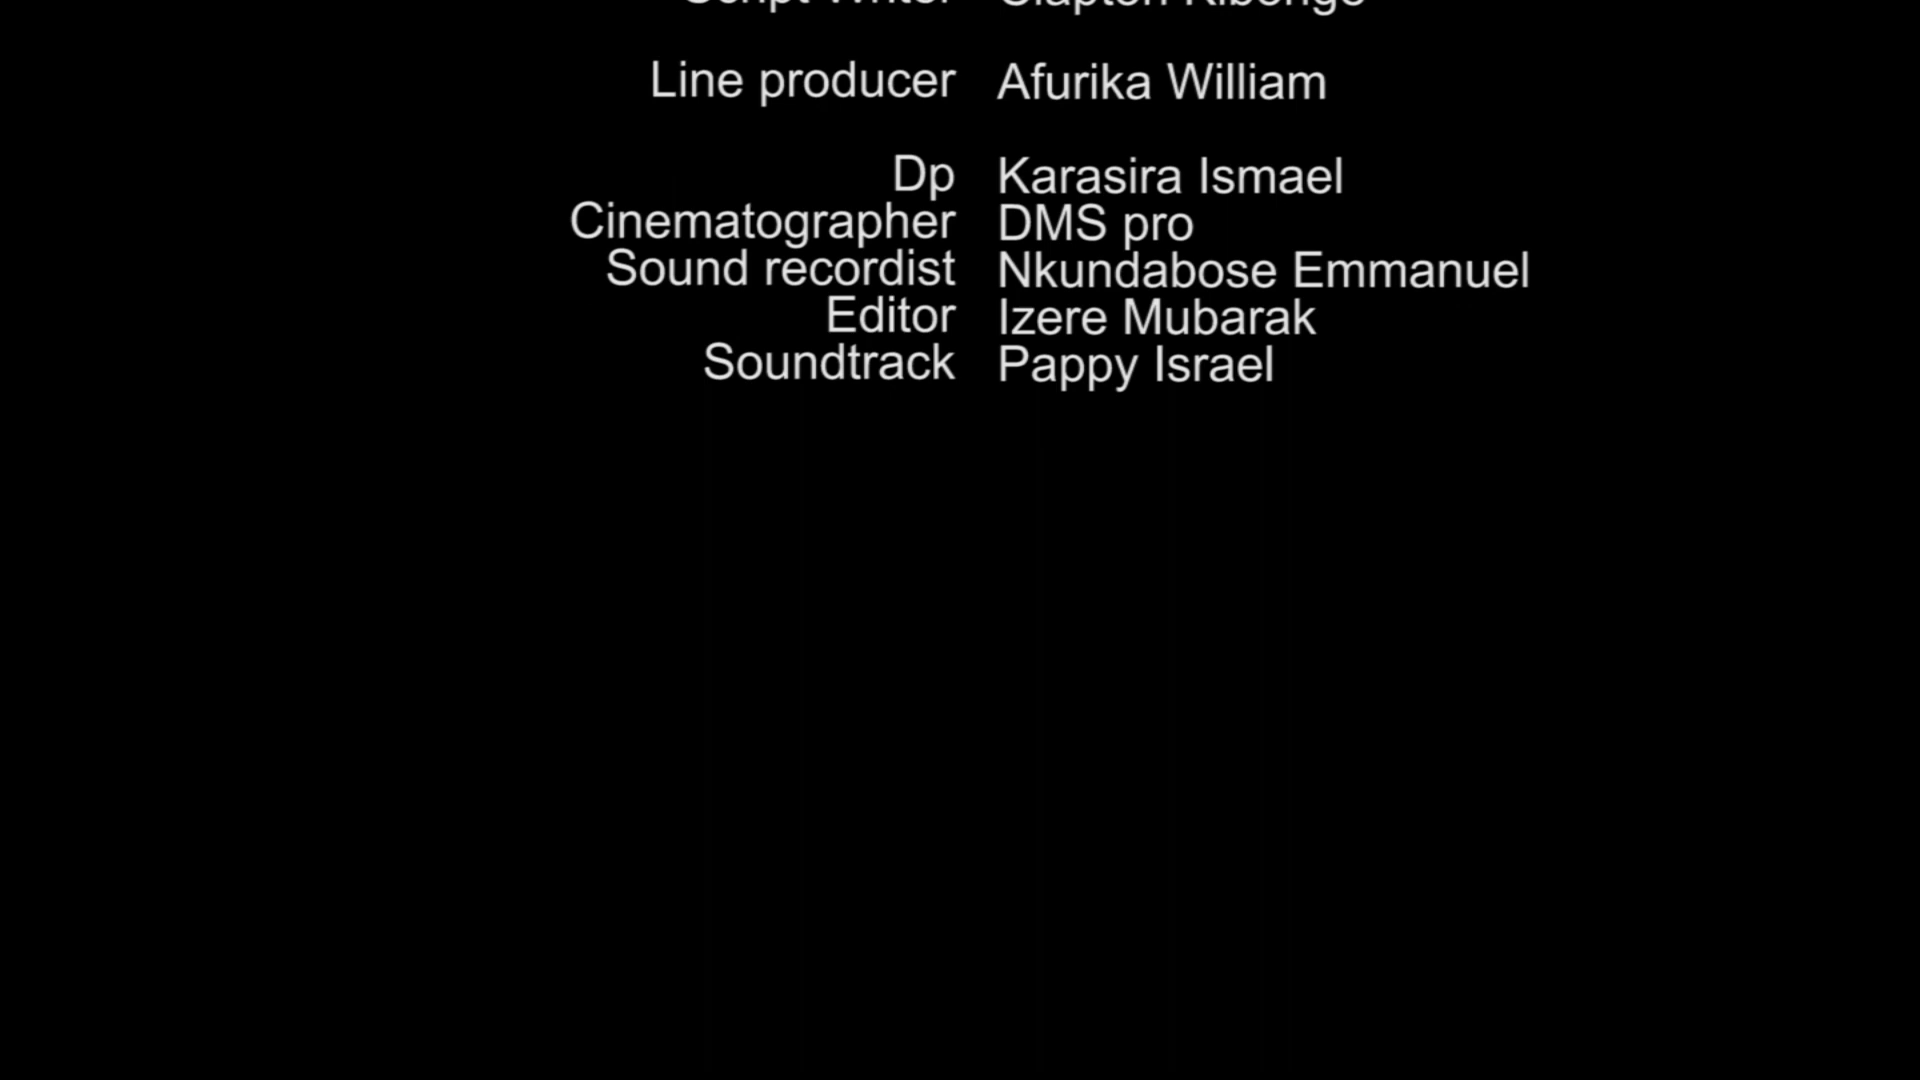 Script Writer Clapton Kibongo
Line producer Afurika William
Dp Karasira Ismael
Cinematographer DMS pro
Sound recordist Nkundabose Emmanuel
Editor Izere Mubarak
Soundtrack Pappy Israel